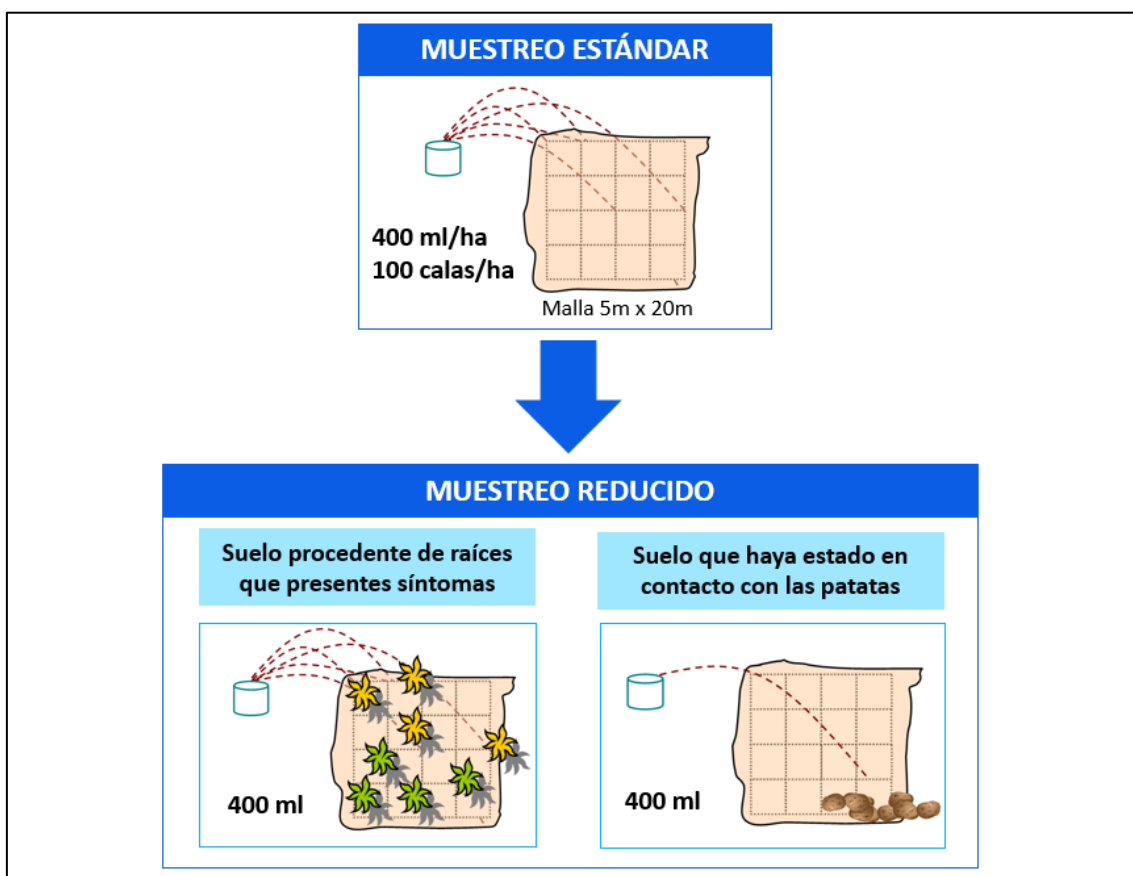 MUESTREO ESTÁNDAR
400 ml/ha
100 calas/ha
Malla 5m x 20m
MUESTREO REDUCIDO
Suelo procedente de raíces
que presentes síntomas
Suelo que haya estado en
contacto con las patatas
400 ml
400 ml